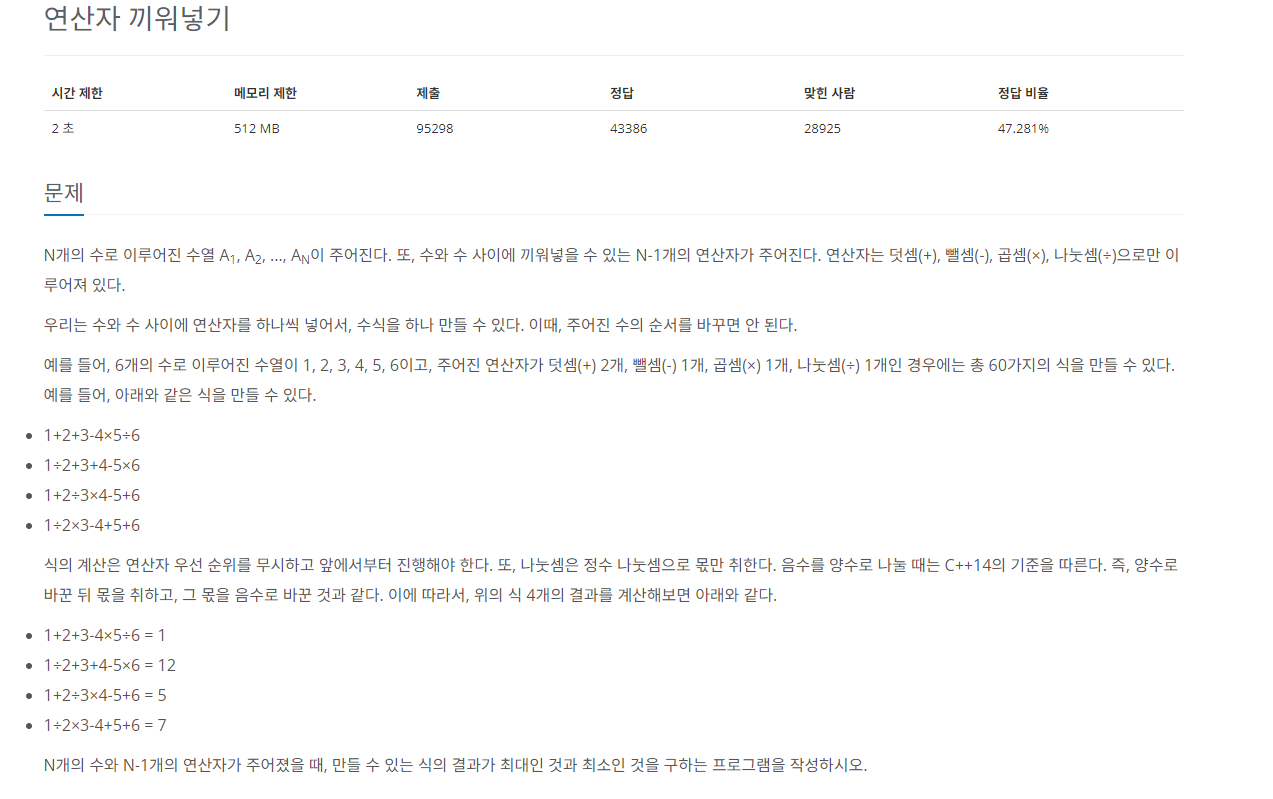 연산자 끼워넣기
시간 제한 메모리 제한 제출 정답 맞힌 사람 정답 비율
2 초 512 MB 95298 43386 28925 47.281%
문제
N개의 수로 이루어진 수열 A1, A2, ..., AN이 주어진다. 또, 수와 수 사이에 끼워넣을 수 있는 N-1개의 연산자가 주어진다. 연산자는 덧셈(+), 뺄셈(-), 곱셈(×), 나눗셈(÷)으로만 이
루어져 있다.
우리는 수와 수 사이에 연산자를 하나씩 넣어서, 수식을 하나 만들 수 있다. 이때, 주어진 수의 순서를 바꾸면 안 된다.
예를 들어, 6개의 수로 이루어진 수열이 1, 2, 3, 4, 5, 6이고, 주어진 연산자가 덧셈(+) 2개, 뺄셈(-) 1개, 곱셈(×) 1개, 나눗셈(÷) 1개인 경우에는 총 60가지의 식을 만들 수 있다.
예를 들어, 아래와 같은 식을 만들 수 있다.
• 1+2+3-4×5÷6
• 1÷2+3+4-5×6
• 1+2÷3×4-5+6
• 1÷2×3-4+5+6
식의 계산은 연산자 우선 순위를 무시하고 앞에서부터 진행해야 한다. 또, 나눗셈은 정수 나눗셈으로 몫만 취한다. 음수를 양수로 나눌 때는 C++14의 기준을 따른다. 즉, 양수로
바꾼 뒤 몫을 취하고, 그 몫을 음수로 바꾼 것과 같다. 이에 따라서, 위의 식 4개의 결과를 계산해보면 아래와 같다.
• 1+2+3-4×5÷6 = 1
• 1÷2+3+4-5×6 = 12
• 1+2÷3×4-5+6 = 5
• 1÷2×3-4+5+6 = 7
N개의 수와 N-1개의 연산자가 주어졌을 때, 만들 수 있는 식의 결과가 최대인 것과 최소인 것을 구하는 프로그램을 작성하시오.